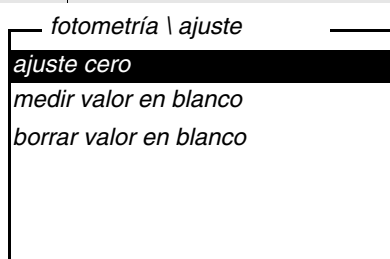 fotometría \ ajuste
ajuste cero
medir valor en blanco
borrar valor en blanco